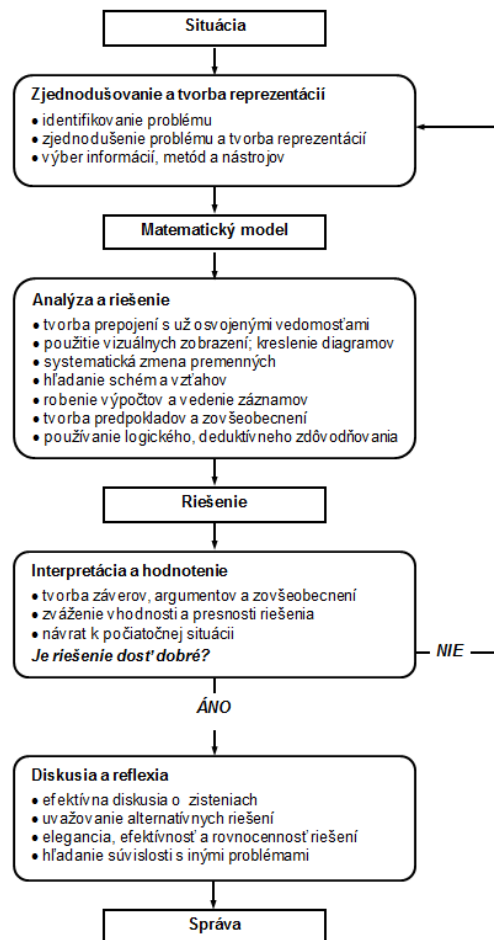 Situácia
Zjednodušovanie a tvorba reprezentácií
• identifikovanie problému
• zjednodušenie problému a tvorba reprezentácií
• výber informácií, metód a nástrojov
Matematický model
Analýza a riešenie
• tvorba prepojení s už osvojenými vedomosťami
• použitie vizuálnych zobrazení; kreslenie diagramov
• systematická zmena premenných
• hľadanie schém a vzťahov
• robenie výpočtov a vedenie záznamov
• tvorba predpokladov a zovšeobecnení
• používanie logického, deduktívneho zdôvodňovania
Riešenie
Interpretácia a hodnotenie
• tvorba záverov, argumentov a zovšeobecnení
• zváženie vhodnosti a presnosti riešenia
• návrat k počiatočnej situácii
Je riešenie dosť dobré?
NIE
ÁNO
Diskusia a reflexia
• efektívna diskusia o zisteniach
• uvažovanie alternatívnych riešení
• elegancia, efektívnosť a rovnocennosť riešení
• hľadanie súvislosti s inými problémami
Správa